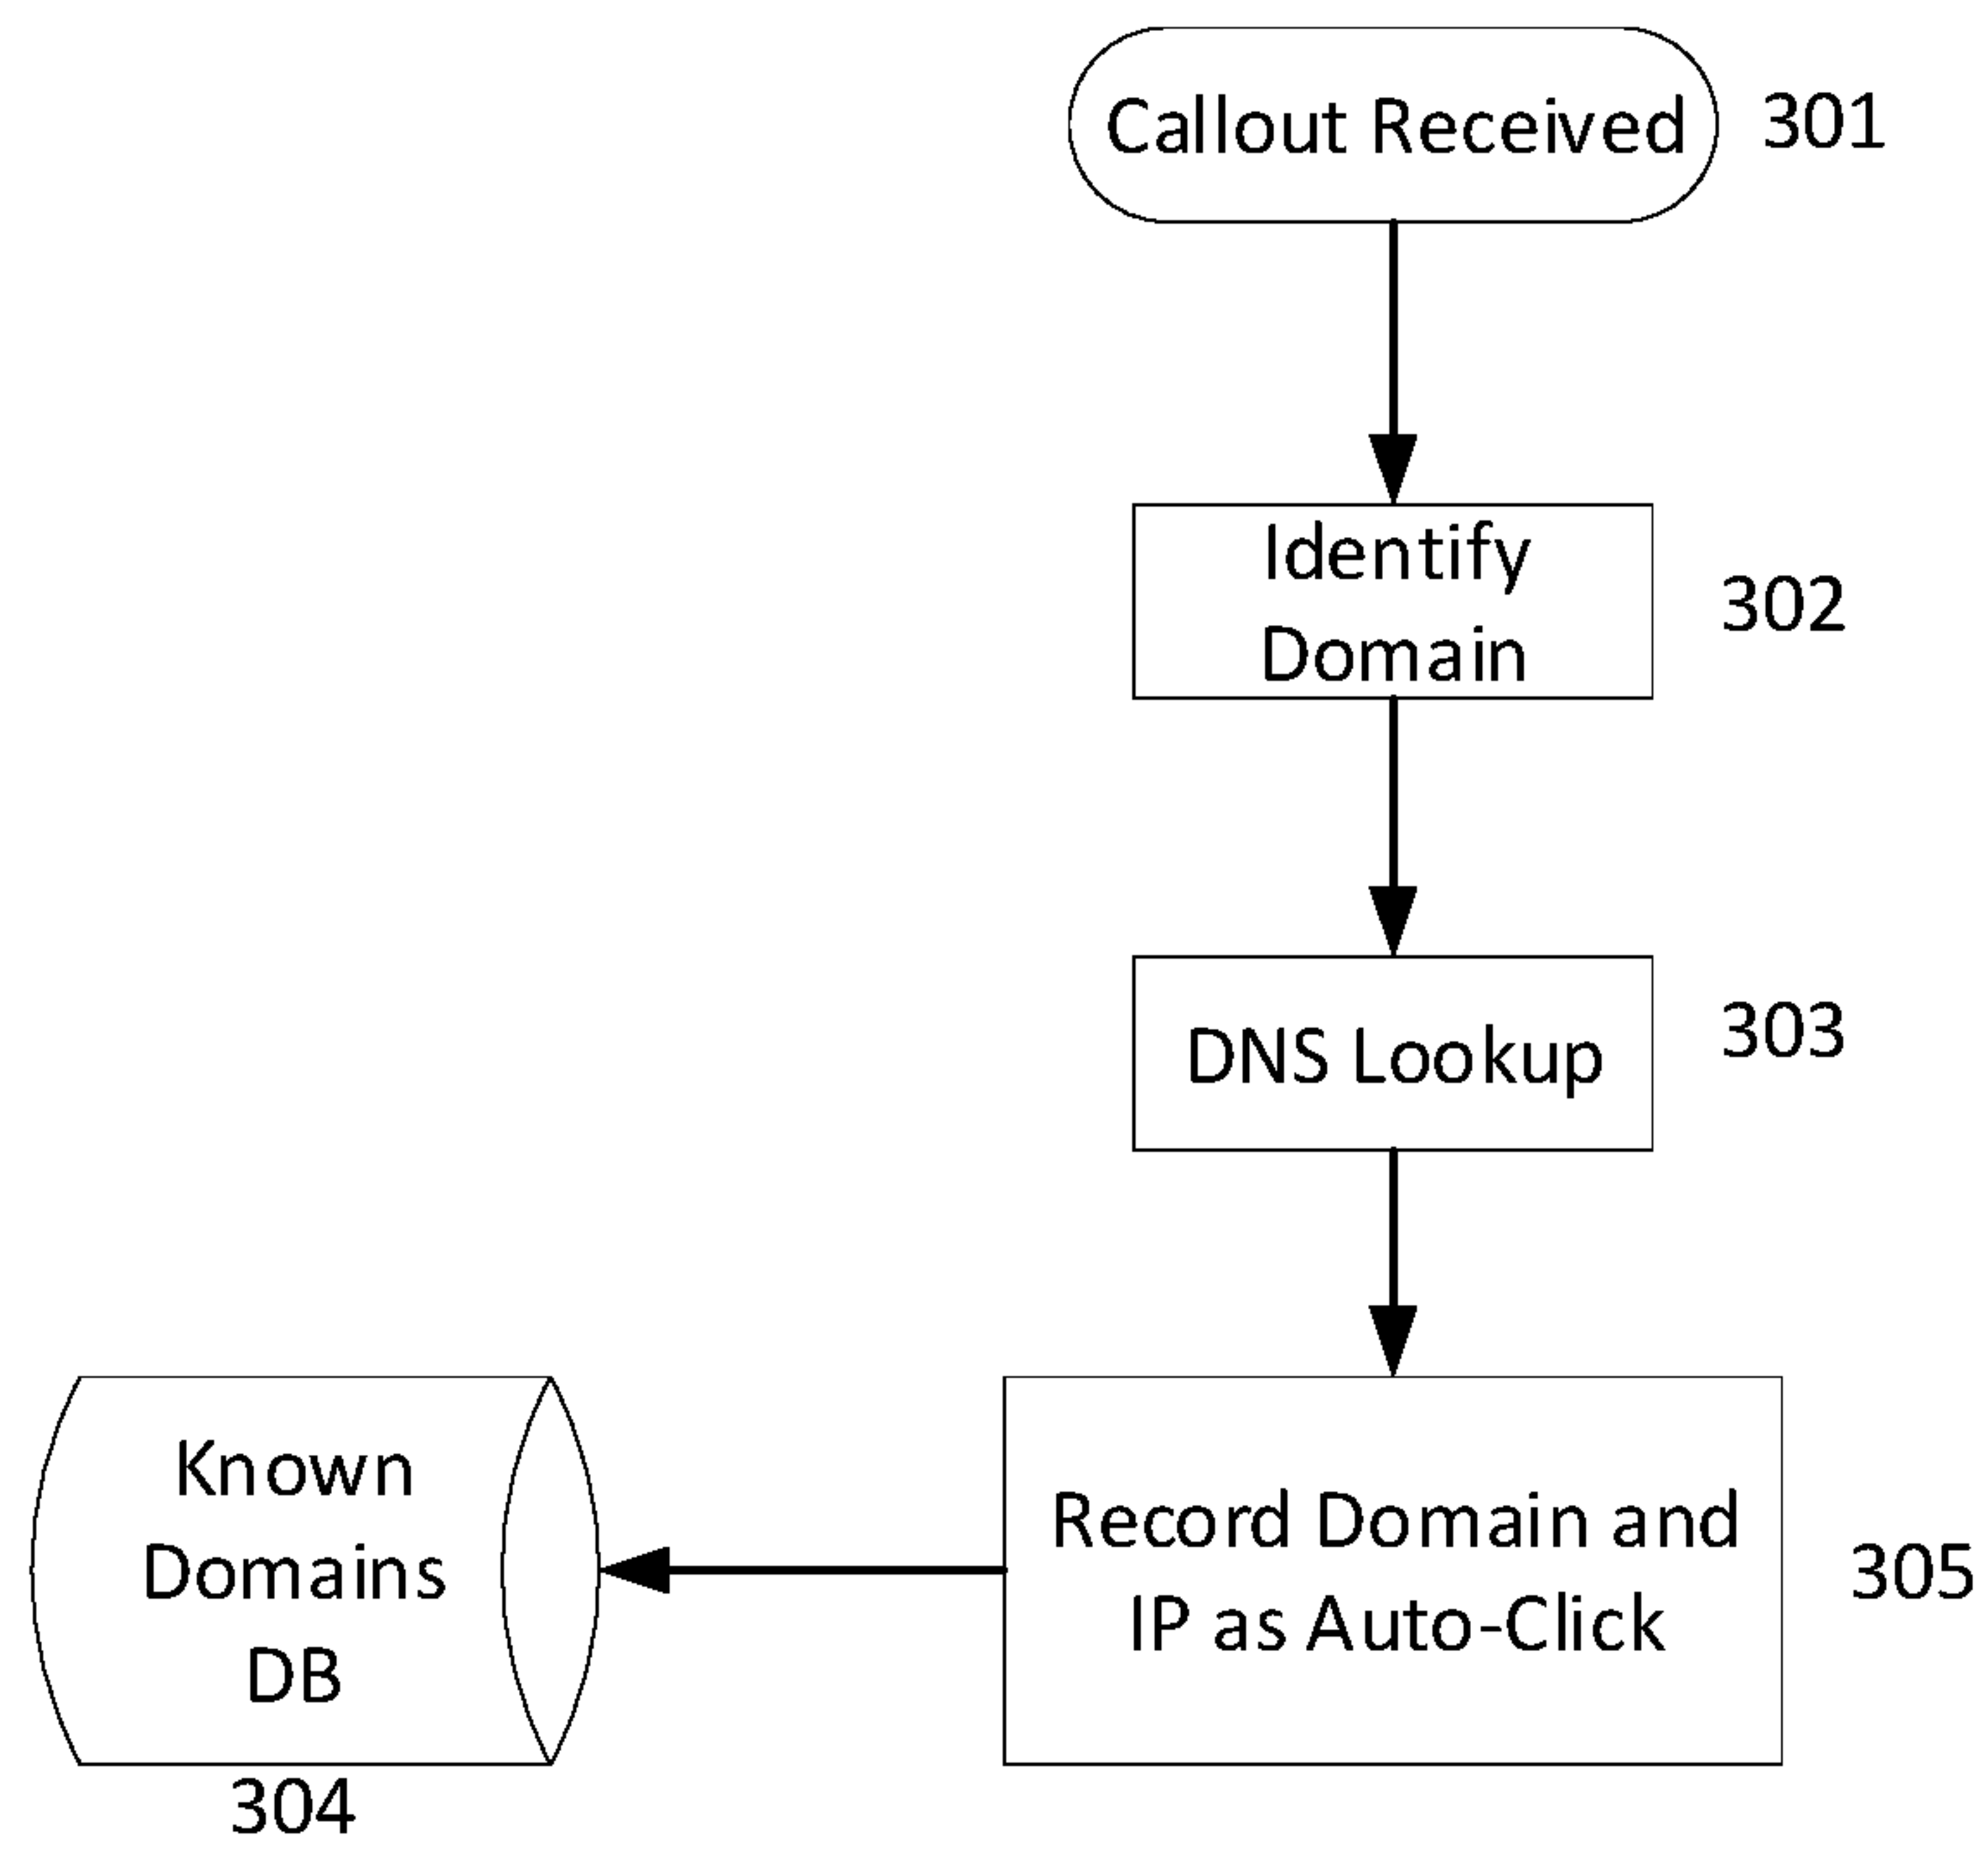 Callout Received
301
Identify
Domain
302
DNS Lookup
303
Known
Domains
DB
304
Record Domain and
IP as Auto-Click
305